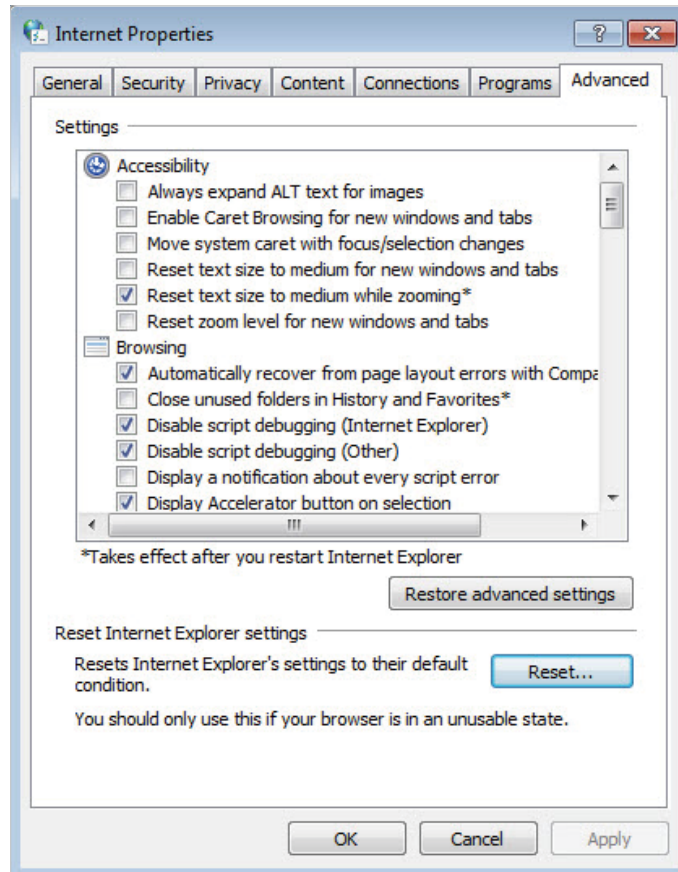 Internet Properties
General Security Privacy Content Connections Programs Advanced
Settings
Accessibility
Always expand ALT text for images
Enable Caret Browsing for new windows and tabs
Move system caret with focus/selection changes
Reset text size to medium for new windows and tabs
Reset text size to medium while zooming*
Reset zoom level for new windows and tabs
Browsing
Automatically recover from page layout errors with Compa
Close unused folders in History and Favorites*
Disable script debugging (Internet Explorer)
Disable script debugging (Other)
Display a notification about every script error
Display Accelerator button on selection
*Takes effect after you restart Internet Explorer
Restore advanced settings
Reset Internet Explorer settings
Resets Internet Explorer's settings to their default
condition.
Reset...
You should only use this if your browser is in an unusable state.
OK Cancel Apply